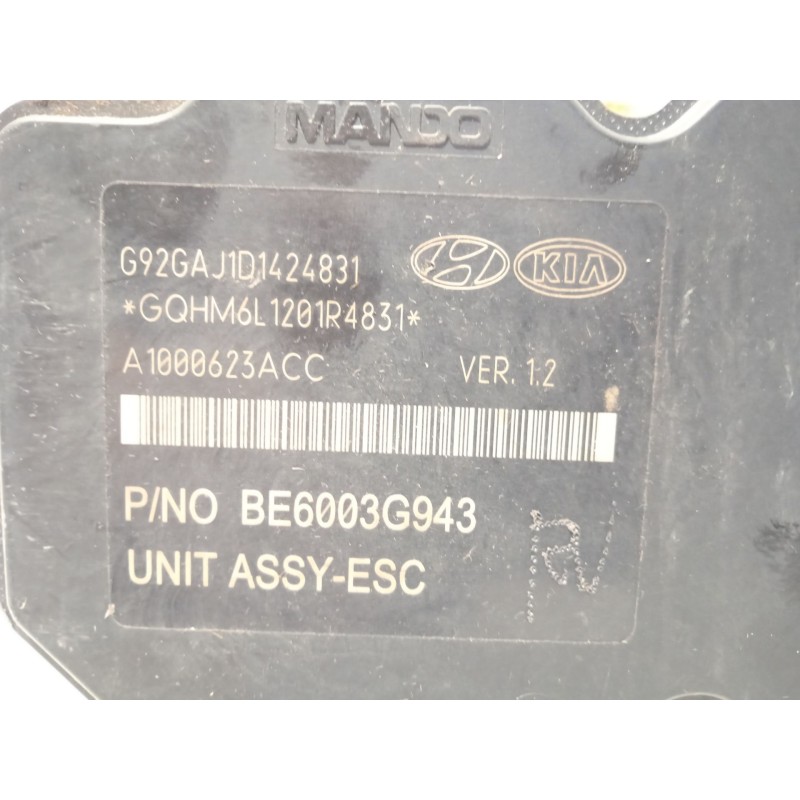 MANDO
G92GAJ1D1424831
KIA
*GQHM6L1201R4831*
A1000623ACC VER. 1.2
P/NO BE6003G943
UNIT ASSY-ESC